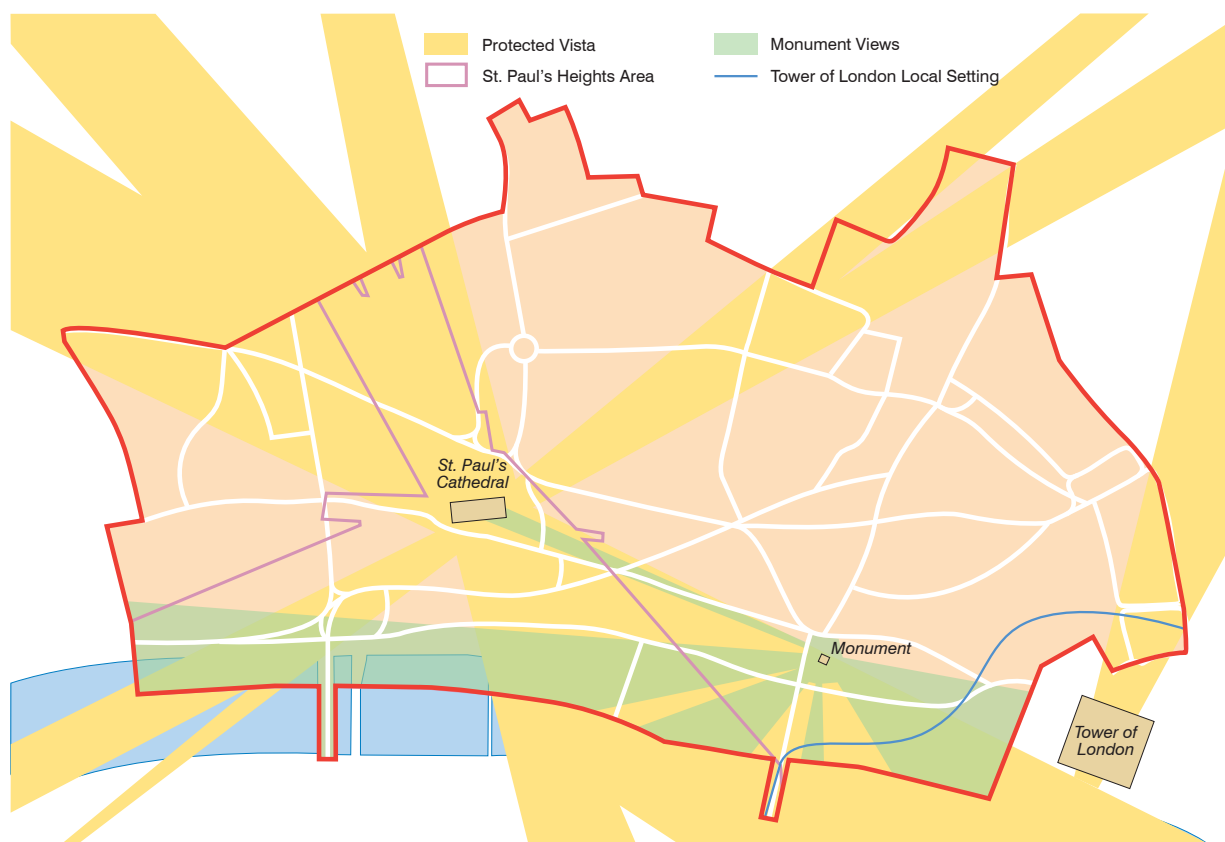 Protected Vista
St. Paul's Heights Area
Monument Views
Tower of London Local Setting
St. Paul's
Cathedral
Monument
Tower of
London